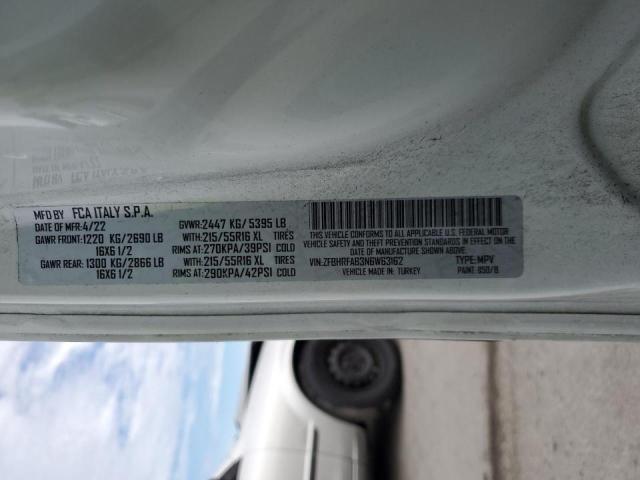 MFD BY FCA ITALY S.P.A.
DATE OF MFR:4/22 GVWR:2447 KG/5395 LB
GAWR FRONT:1220 KG/2690 LB WITH:215/55R16 XL TIRES
16X6 1/2 RIMS AT:270KPA/39PSI COLD
GAWR REAR:1300 KG/2866 LB WITH:215/55R16 XL TIRES
16X6 1/2 RIMS AT:290KPA/42PSI COLD
THIS VEHICLE CONFORMS TO ALL APPLICABLE U.S. FEDERAL MOTOR
VEHICLE SAFETY STANDARDS IN EFFECT ON THE
DATE OF MANUFACTURE SHOWN ABOVE.
VIN:ZFBHRFAB3N6W63162 TYPE:MPV
MADE IN: TURKEY PAINT: